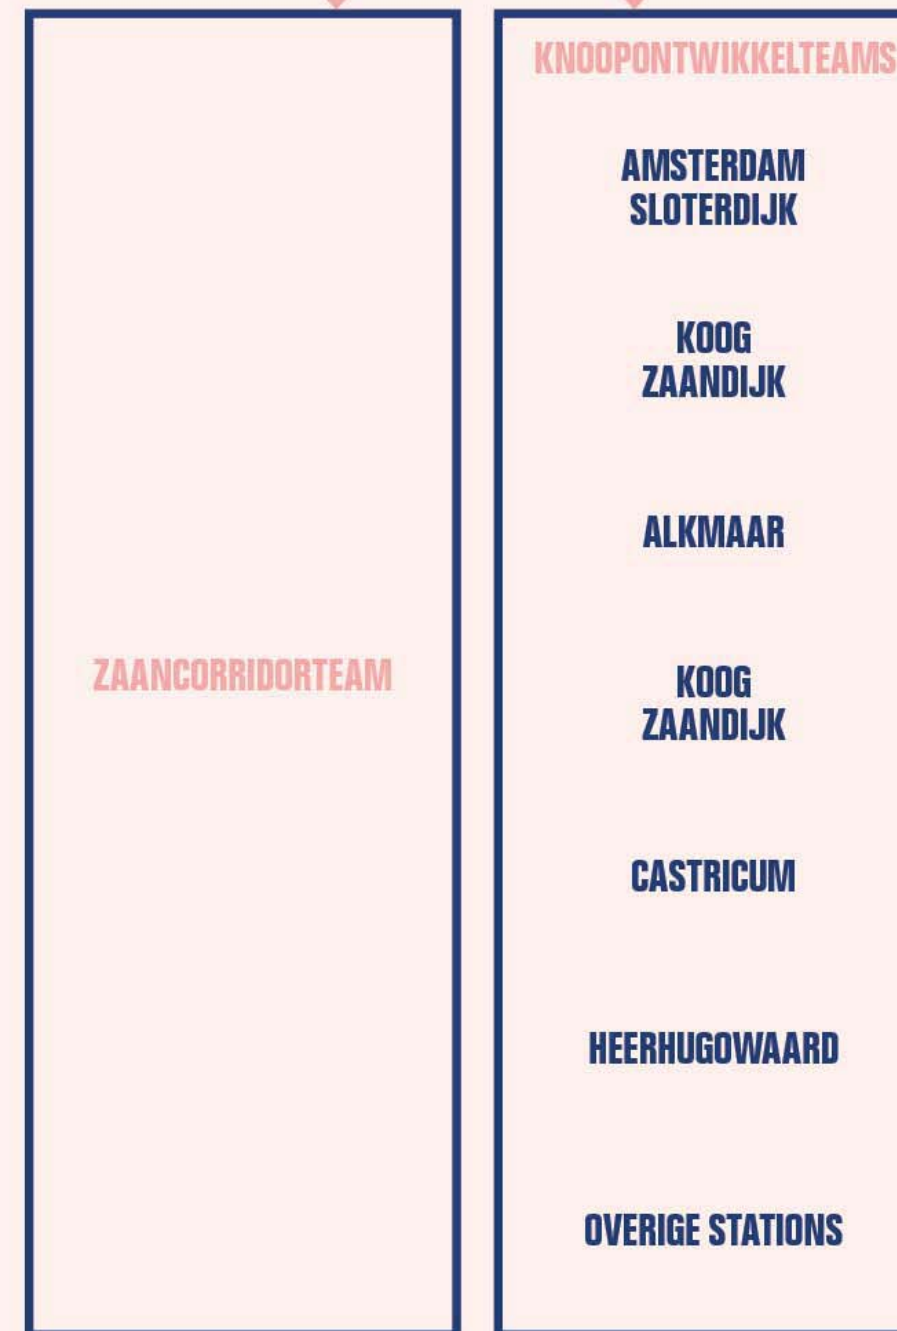 ZAANCORRIDORTEAM
KNOOPONTWIKKELTEAMS
AMSTERDAM
SLOTERDIJK
KOOG
ZAANDIJK
ALKMAAR
KOOG
ZAANDIJK
CASTRICUM
HEERHUGOWAARD
OVERIGE STATIONS